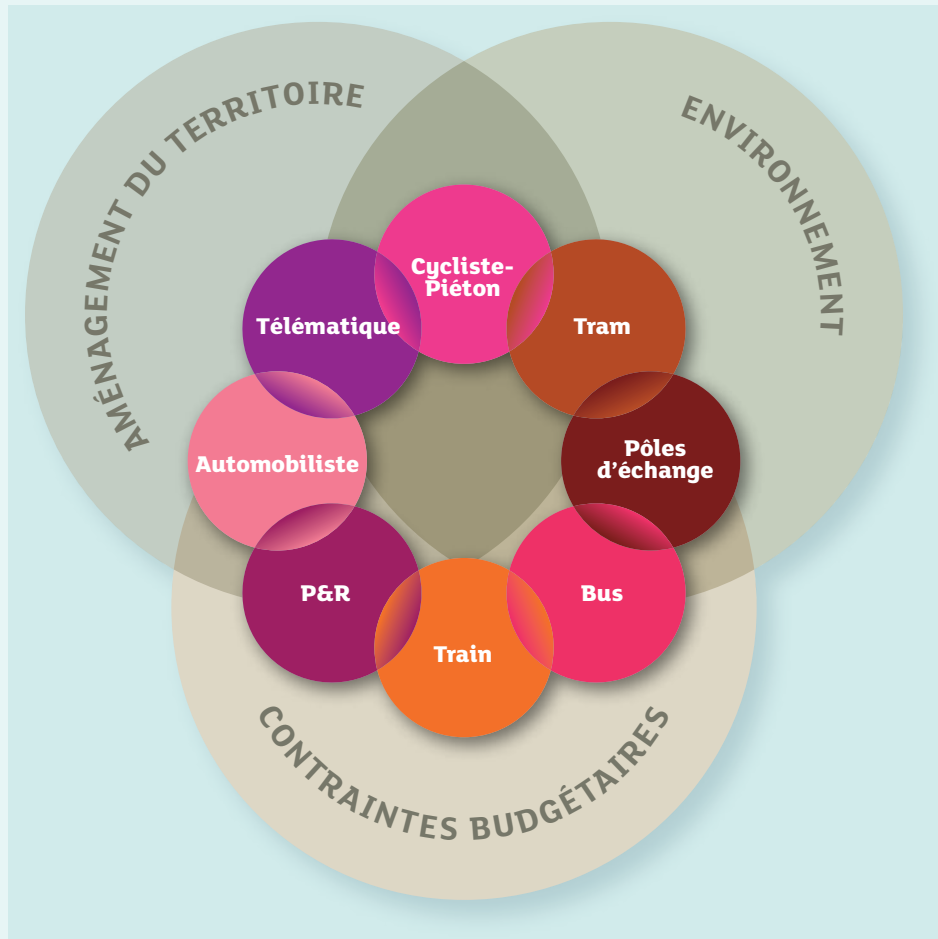 AMÉNAGEMENT DU TERRITOIRE
ENVIRONNEMENT
Cycliste-
Piéton
Télématique
Tram
Automobiliste
Pôles
d'échange
P&R
Bus
Train
CONTRAINTES BUDGÉTAIRES